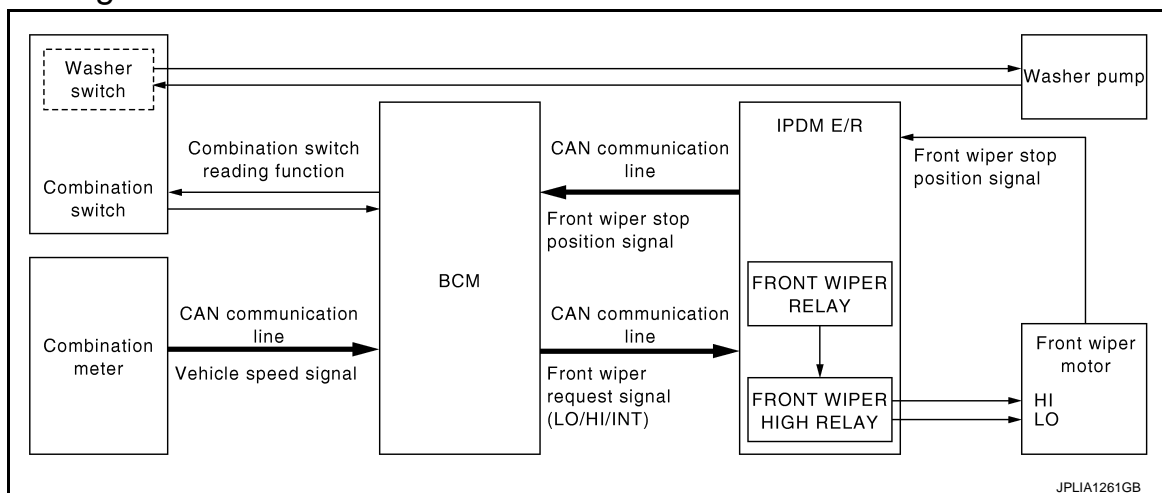 Washer
switch
Washer pump
Combination switch
reading function
Combination
switch
CAN communication
line
Front wiper stop
position signal
IPDM E/R
Front wiper stop
position signal
BCM
FRONT WIPER
RELAY
Combination
meter
CAN communication
line
Vehicle speed signal
CAN communication
line
Front wiper
request signal
(LO/HI/INT)
FRONT WIPER
HIGH RELAY
Front wiper
motor
HI
LO
JPLIA1261GB